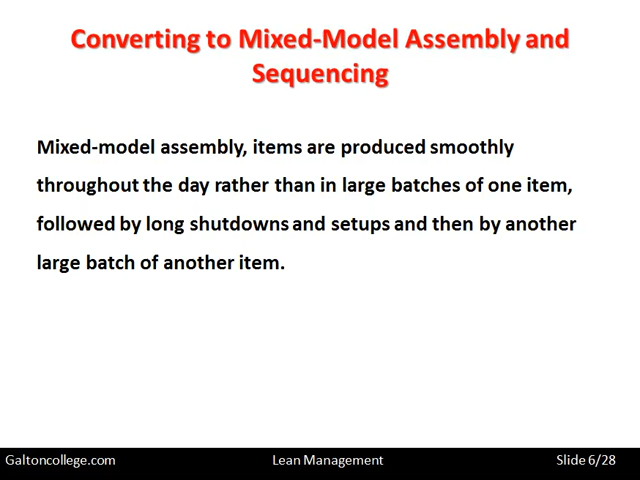 Converting to Mixed-Model Assembly and
Sequencing
Mixed-model assembly, items are produced smoothly
throughout the day rather than in large batches of one item,
followed by long shutdowns and setups and then by another
large batch of another item.
Galtoncollege.com Lean Management Slide 6/28